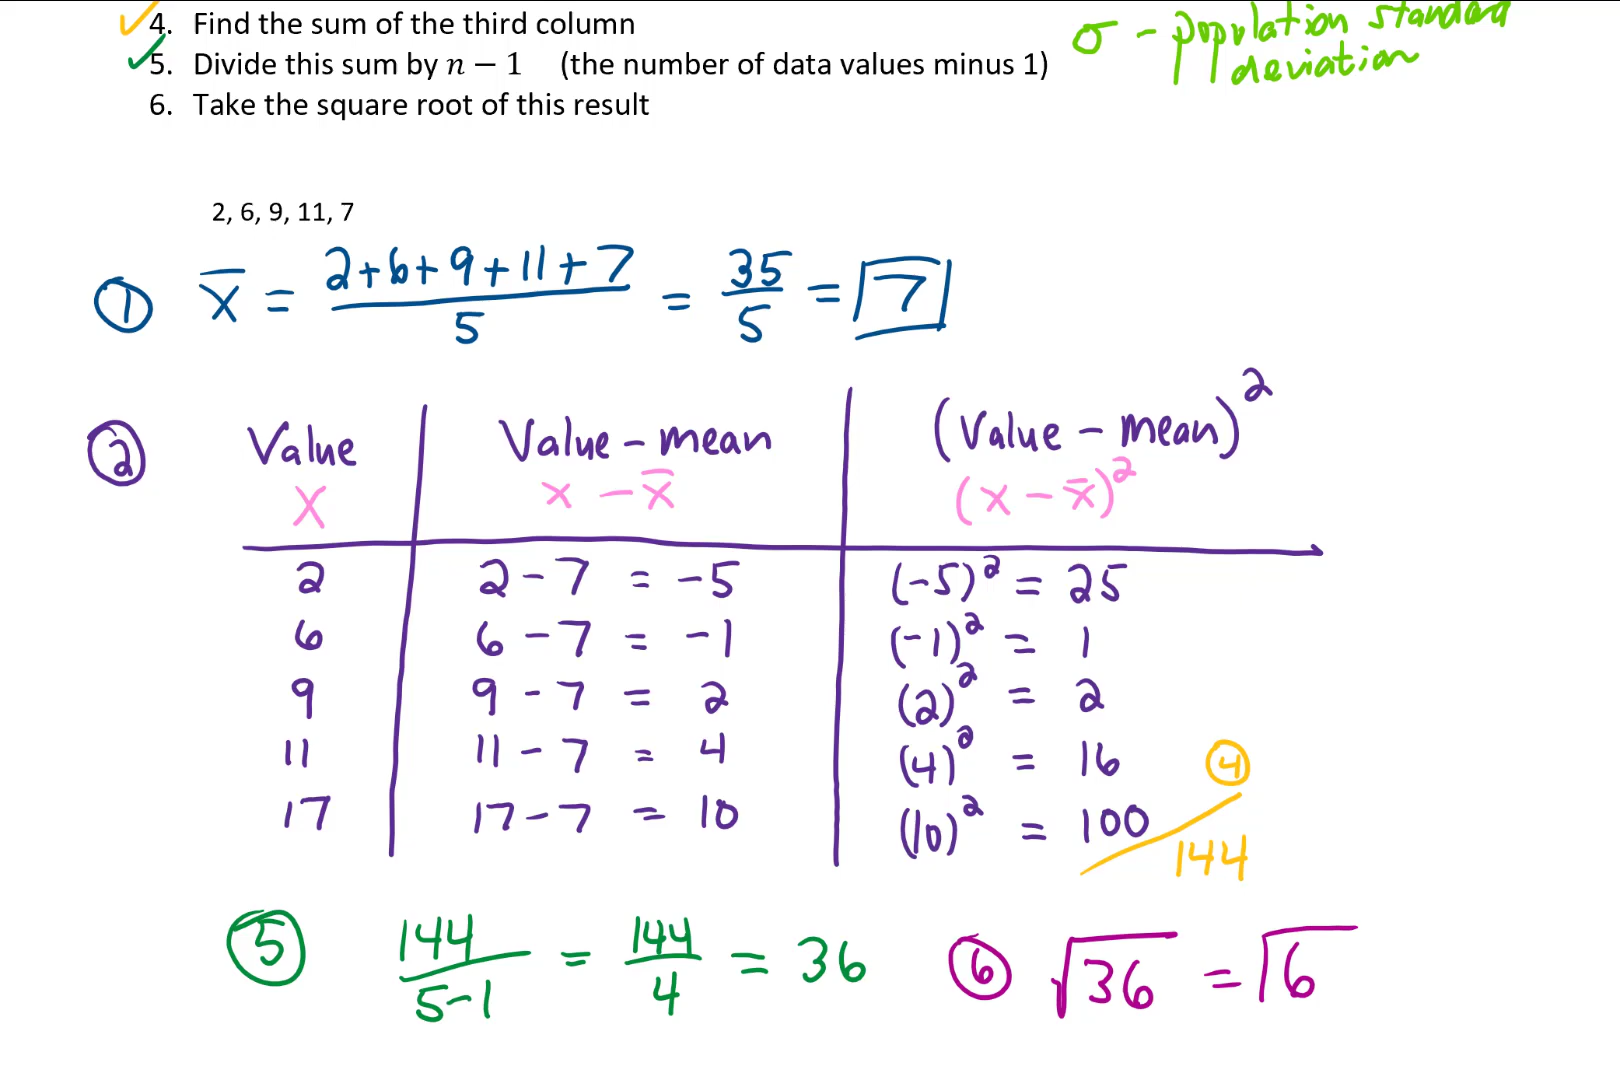 4. Find the sum of the third column
5. Divide this sum by n − 1 (the number of data values minus 1)
6. Take the square root of this result
σ - population standard
deviation
2, 6, 9, 11, 7
① x̄ = (2+6+9+11+7)/5 = 35/5 = 7
② Value | Value - mean | (Value - mean)²
x | x - x̄ | (x - x̄)²
2 | 2 - 7 = -5 | (-5)² = 25
6 | 6 - 7 = -1 | (-1)² = 1
9 | 9 - 7 = 2 | (2)² = 2
11 | 11 - 7 = 4 | (4)² = 16
17 | 17 - 7 = 10 | (10)² = 100
④ 144
⑤ 144/(5-1) = 144/4 = 36
⑥ √36 = √6